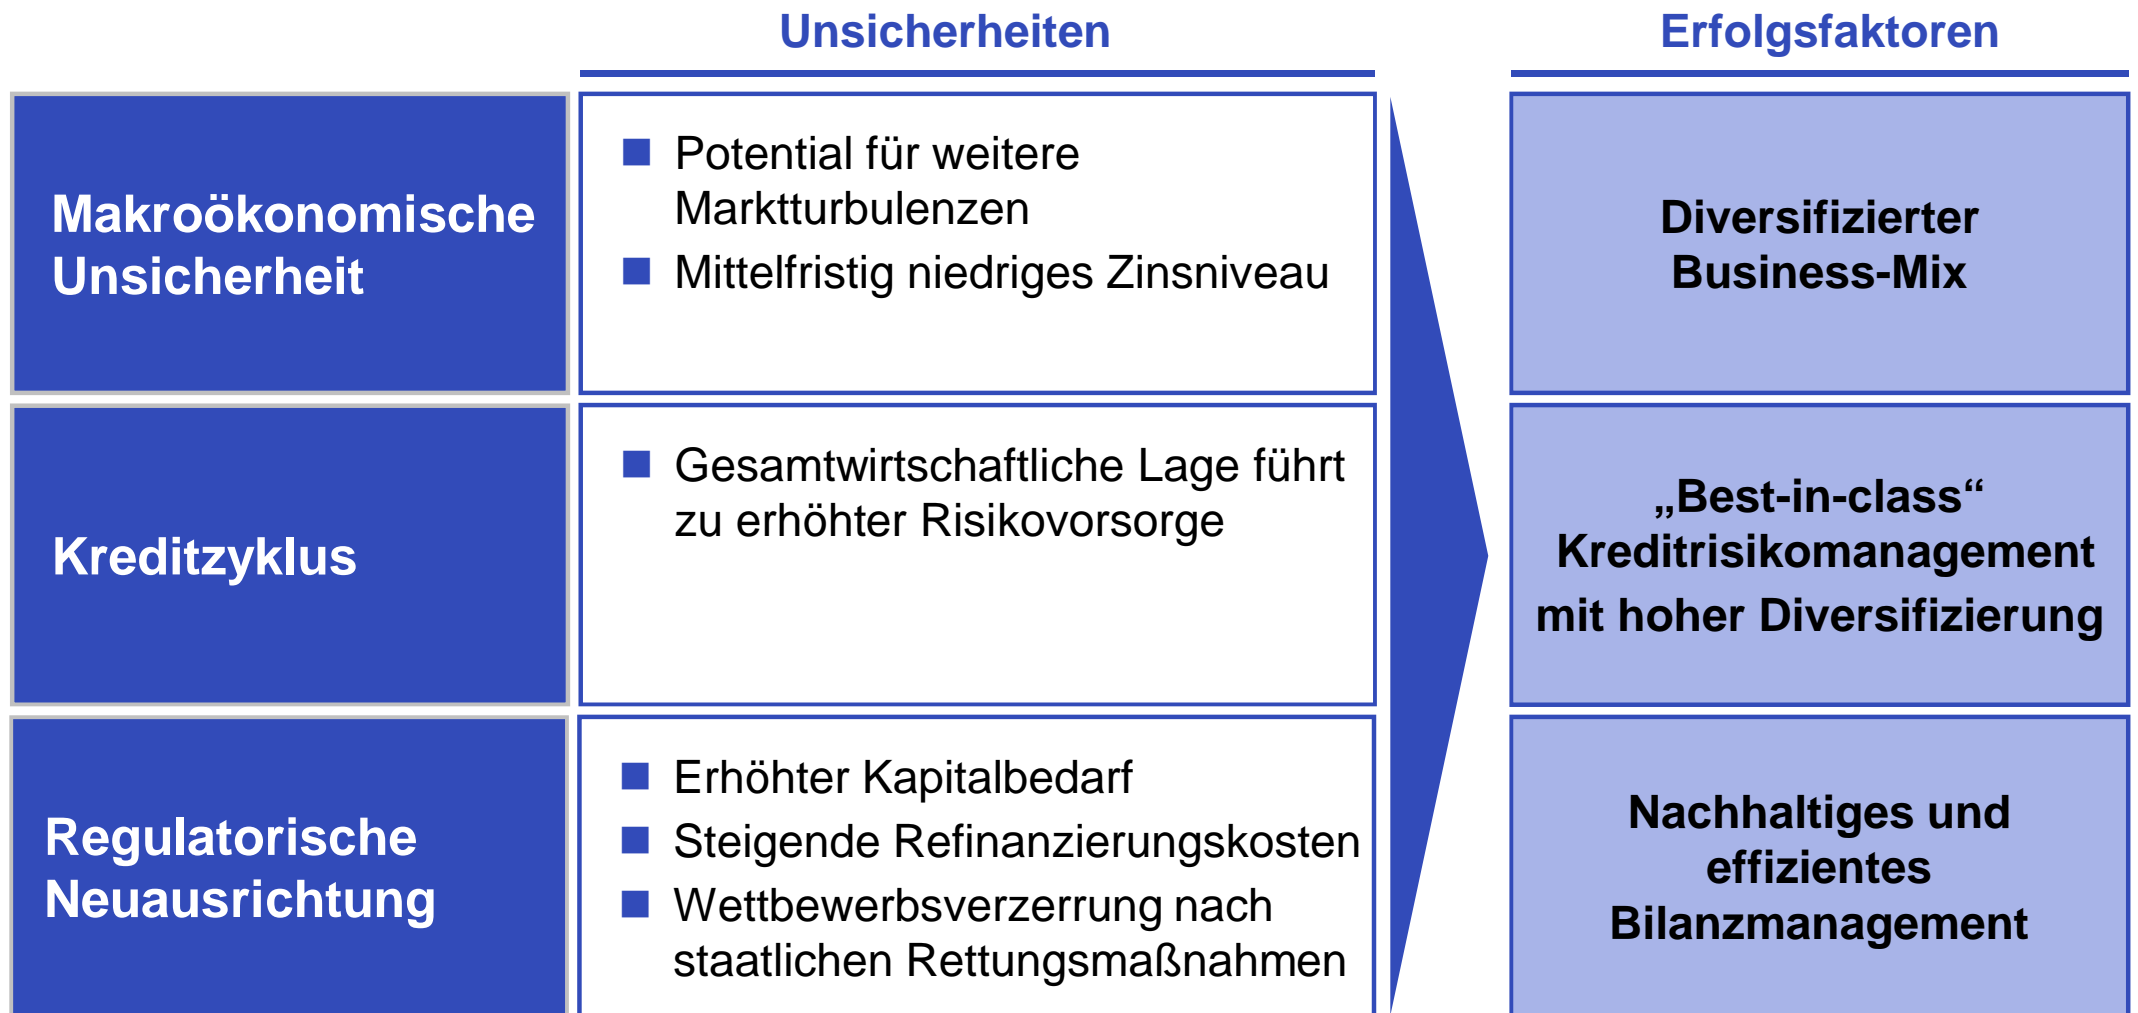 Unsicherheiten
Erfolgsfaktoren
Makroökonomische
Unsicherheit
Potential für weitere
Marktturbulenzen
Mittelfristig niedriges Zinsniveau
Diversifizierter
Business-Mix
Kreditzyklus
Gesamtwirtschaftliche Lage führt
zu erhöhter Risikovorsorge
„Best-in-class“
Kreditrisikomanagement
mit hoher Diversifizierung
Regulatorische
Neuausrichtung
Erhöhter Kapitalbedarf
Steigende Refinanzierungskosten
Wettbewerbsverzerrung nach
staatlichen Rettungsmaßnahmen
Nachhaltiges und
effizientes
Bilanzmanagement